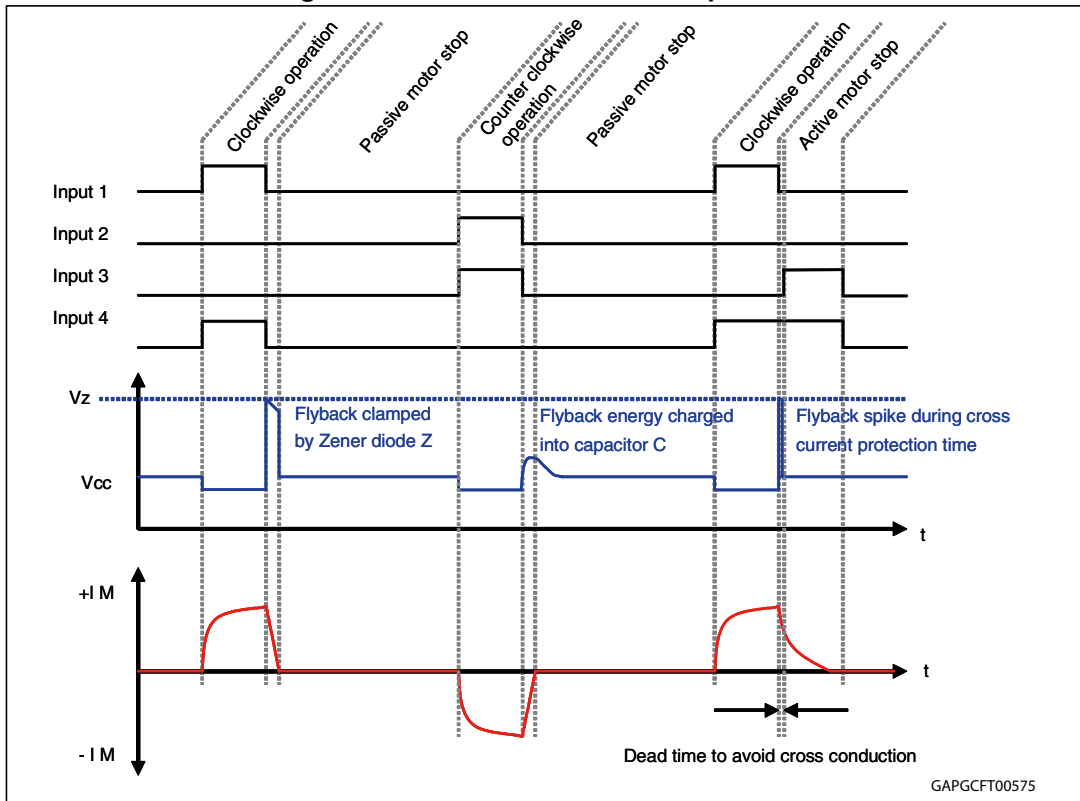 Clockwise operation
Passive motor stop
Counter clockwise
operation
Passive motor stop
Clockwise operation
Active motor stop
Input 1
Input 2
Input 3
Input 4
Vz
Flyback clamped
by Zener diode Z
Flyback energy charged
into capacitor C
Flyback spike during cross
current protection time
Vcc
t
+I M
t
- I M
Dead time to avoid cross conduction
GAPGCFT00575